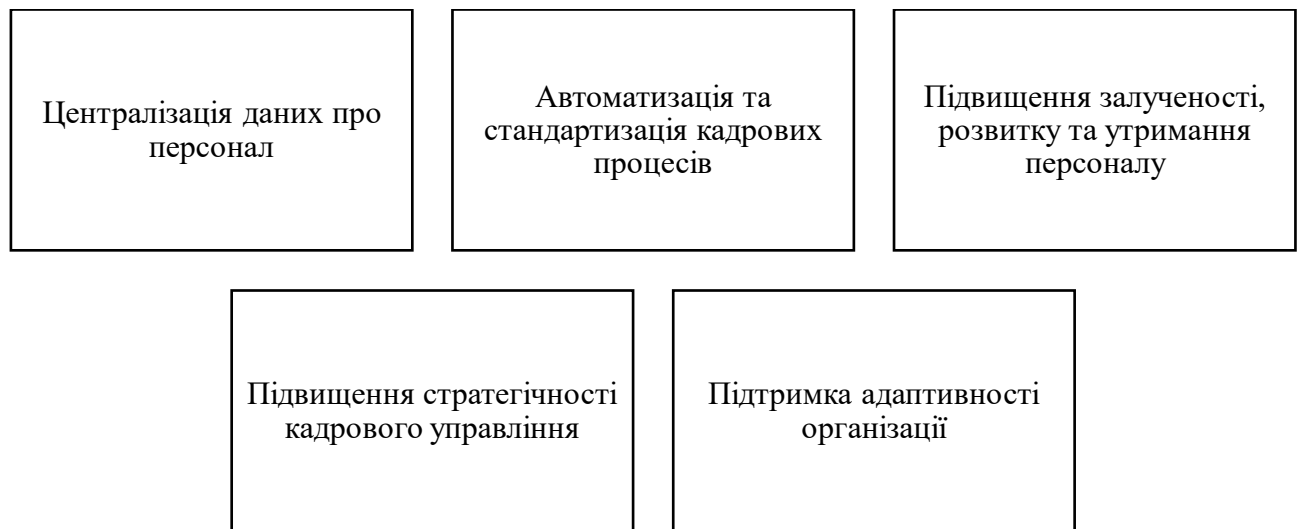 Централізація даних про
персонал
Автоматизація та
стандартизація кадрових
процесів
Підвищення залученості,
розвитку та утримання
персоналу
Підвищення стратегічності
кадрового управління
Підтримка адаптивності
організації